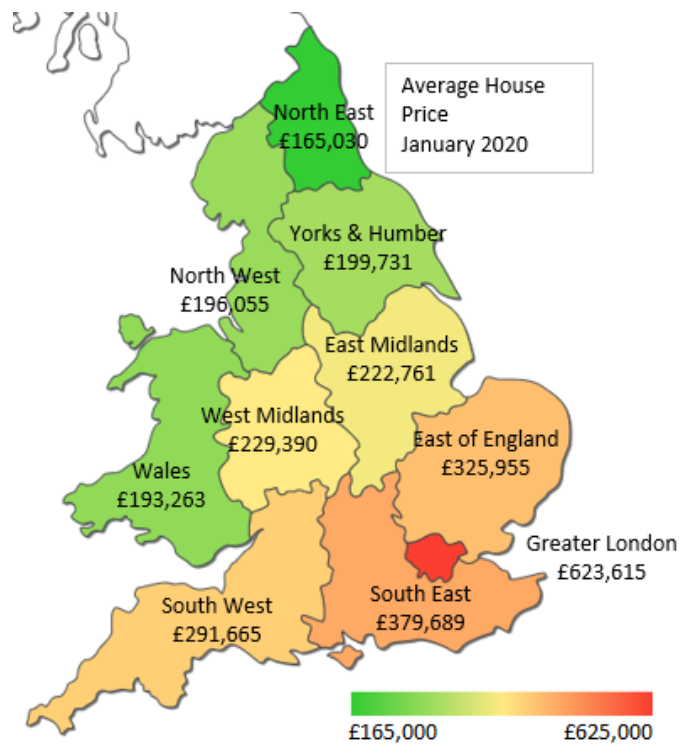 Average House
Price
January 2020
North East
£165,030
Yorks & Humber
£199,731
North West
£196,055
East Midlands
£222,761
West Midlands
£229,390
East of England
£325,955
Wales
£193,263
Greater London
£623,615
South East
£379,689
South West
£291,665
£165,000
£625,000